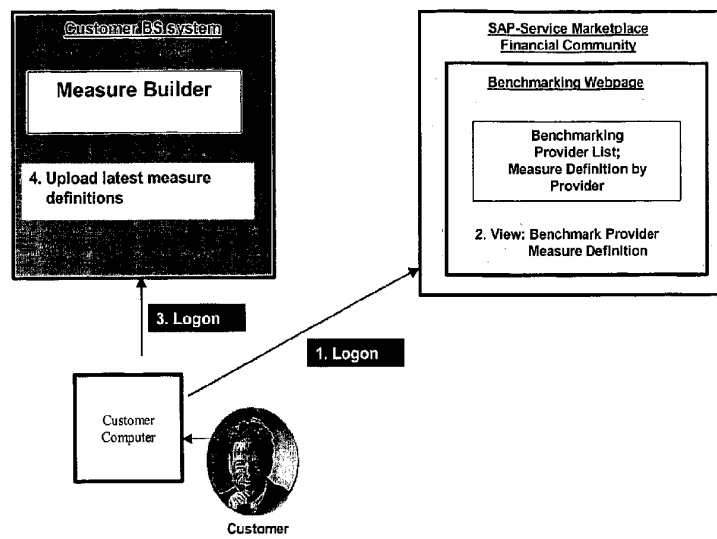 Customer BS system
Measure Builder
4. Upload latest measure
definitions
SAP-Service Marketplace
Financial Community
Benchmarking Webpage
Benchmarking
Provider List;
Measure Definition by
Provider
2. View: Benchmark Provider
Measure Definition
3. Logon
1. Logon
Customer
Computer
Customer